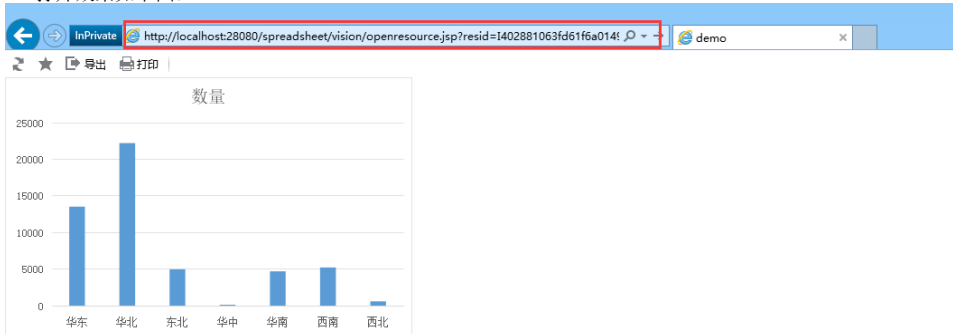 InPrivate http://localhost:28080/spreadsheet/vision/openresource.jsp?resid=I402881063fd61f6a0149 demo
导出 打印
数量
25000
20000
15000
10000
5000
0
华东 华北 东北 华中 华南 西南 西北